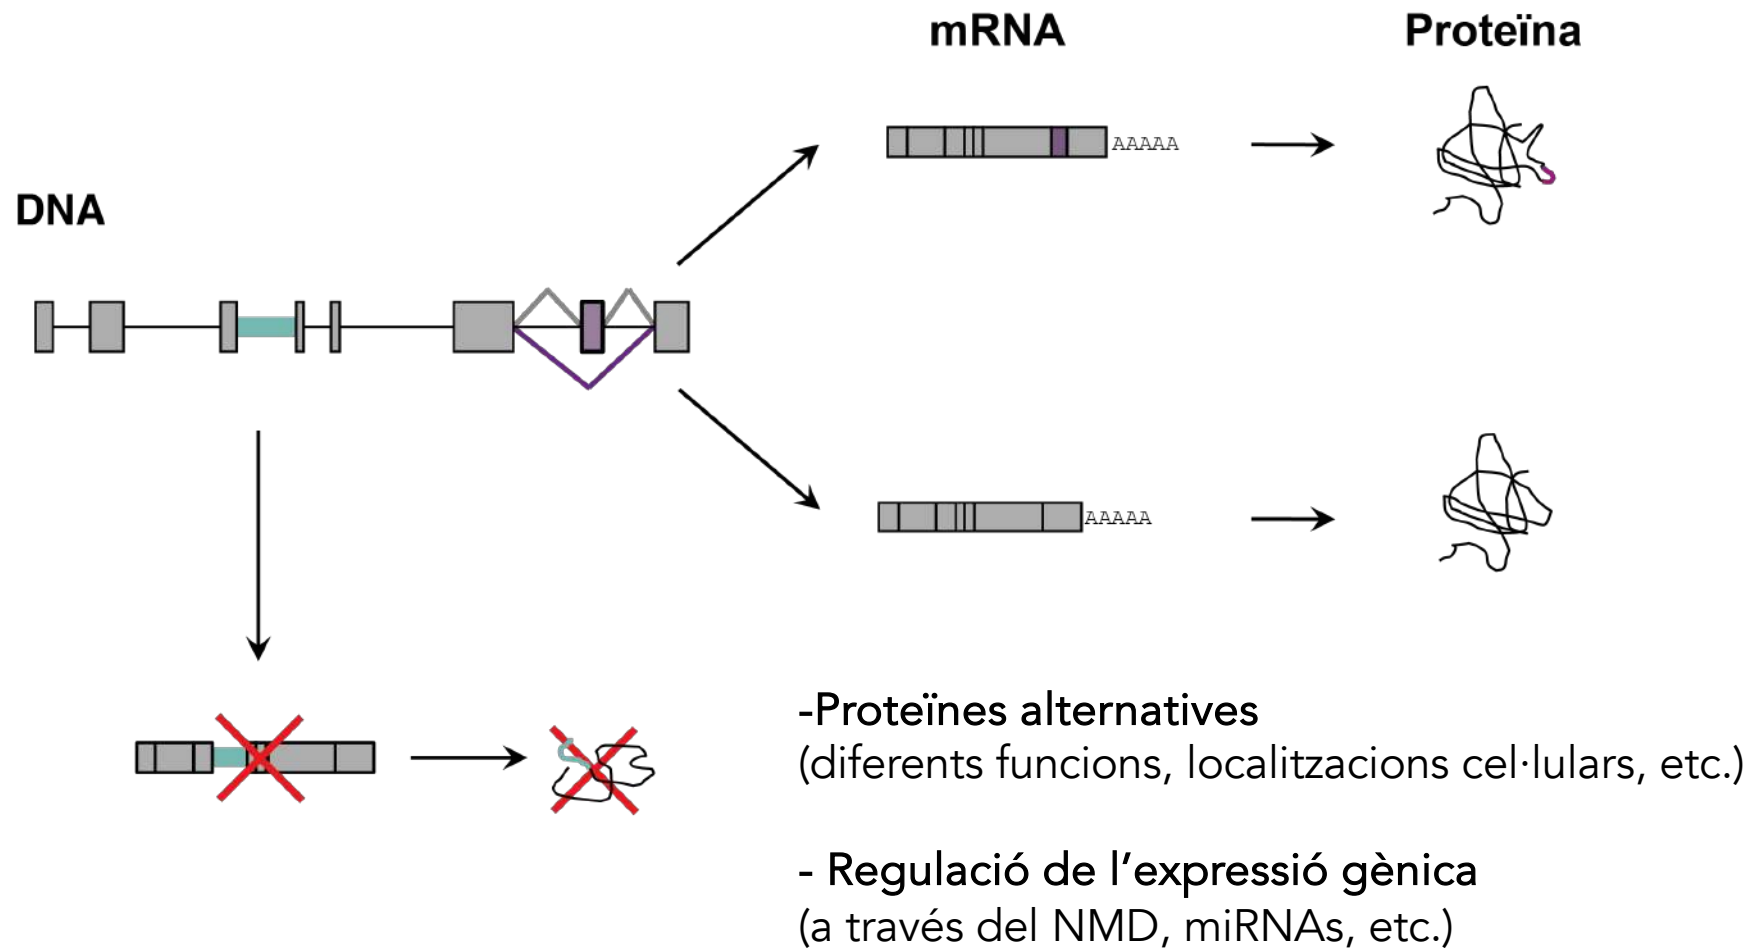 mRNA
Proteïna
AAAAA
DNA
AAAAA
-Proteïnes alternatives
(diferents funcions, localitzacions cel·lulars, etc.)
- Regulació de l’expressió gènica
(a través del NMD, miRNAs, etc.)